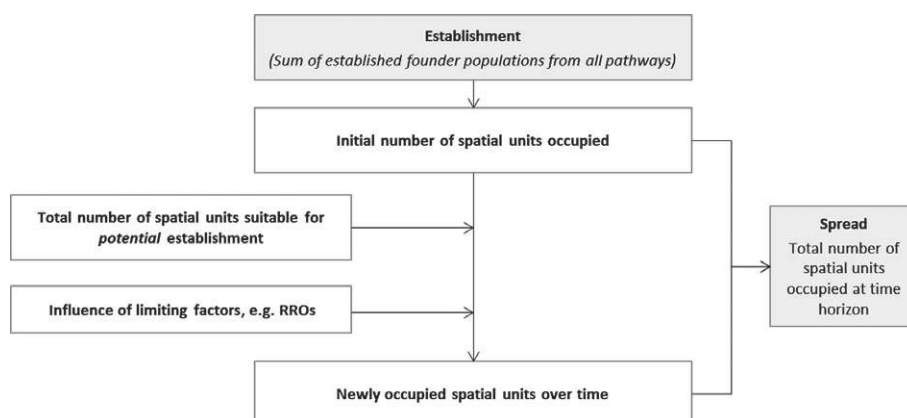 Establishment
(Sum of established founder populations from all pathways)
Initial number of spatial units occupied
Total number of spatial units suitable for
potential establishment
Influence of limiting factors, e.g. RROs
Spread
Total number of
spatial units
occupied at time
horizon
Newly occupied spatial units over time